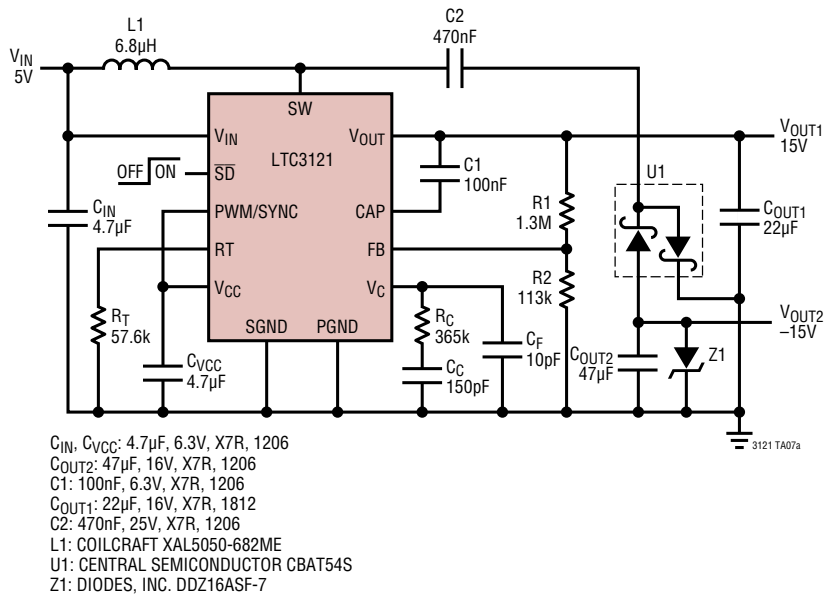 C2
470nF
L1
6.8µH
VIN
5V
SW
VIN
VOUT
VOUT1
15V
LTC3121
C1
100nF
U1
OFF ON
SD
R1
1.3M
CIN
4.7µF
PWM/SYNC
CAP
COUT1
22µF
RT
FB
R2
113k
VCC
VC
RT
57.6k
SGND
PGND
RC
365k
VOUT2
–15V
CF
10pF
COUT2
47µF
Z1
CVCC
4.7µF
CC
150pF
3121 TA07a
CIN, CVCC: 4.7µF, 6.3V, X7R, 1206
COUT2: 47µF, 16V, X7R, 1206
C1: 100nF, 6.3V, X7R, 1206
COUT1: 22µF, 16V, X7R, 1812
C2: 470nF, 25V, X7R, 1206
L1: COILCRAFT XAL5050-682ME
U1: CENTRAL SEMICONDUCTOR CBAT54S
Z1: DIODES, INC. DDZ16ASF-7